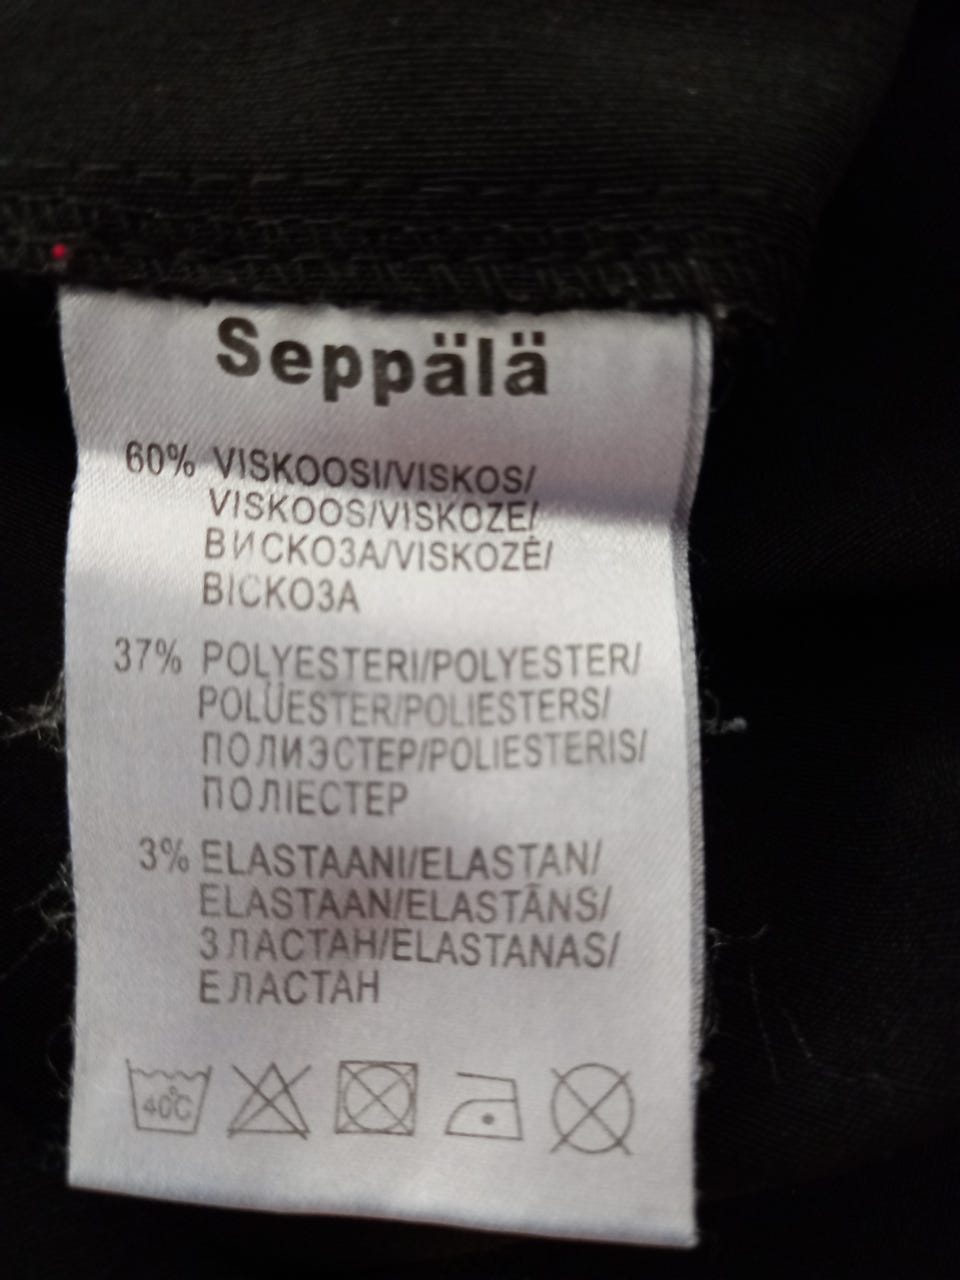 Seppälä
60% VISKOOSI/VISKOS/
VISKOOS/VISKOZE/
ВИСКОЗА/VISKOZĖ/
ВІСКОЗА
37% POLYESTERI/POLYESTER/
POLÜESTER/POLIESTERS/
ПОЛИЭСТЕР/POLIESTERIS/
ПОЛІЕСТЕР
3% ELASTAANI/ELASTAN/
ELASTAAN/ELASTĀNS/
ЗЛАСТАН/ELASTANAS/
ЕЛАСТАН
40°C